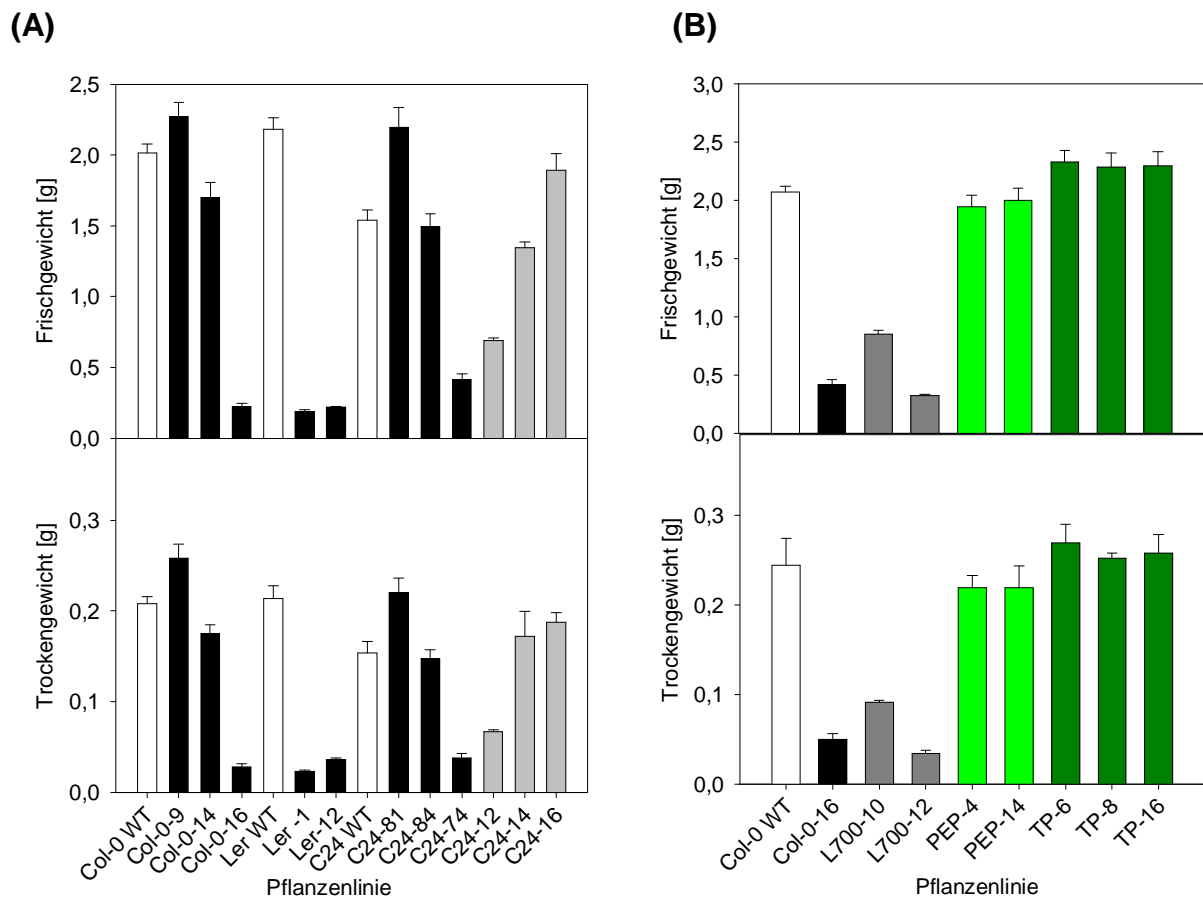 (A)
2,5
2,0
1,5
1,0
0,5
0,0
Frischgewicht [g]
0,3
0,2
0,1
0,0
Trockengewicht [g]
Col-0 WT
Col-0-9
Col-0-14
Col-0-16
Ler WT
Ler -1
Ler-12
C24 WT
C24-81
C24-84
C24-74
C24-12
C24-14
C24-16
Pflanzenlinie
(B)
3,0
2,5
2,0
1,5
1,0
0,5
0,0
Frischgewicht [g]
0,3
0,2
0,1
0,0
Trockengewicht [g]
Col-0 WT
Col-0-16
L700-10
L700-12
PEP-4
PEP-14
TP-6
TP-8
TP-16
Pflanzenlinie